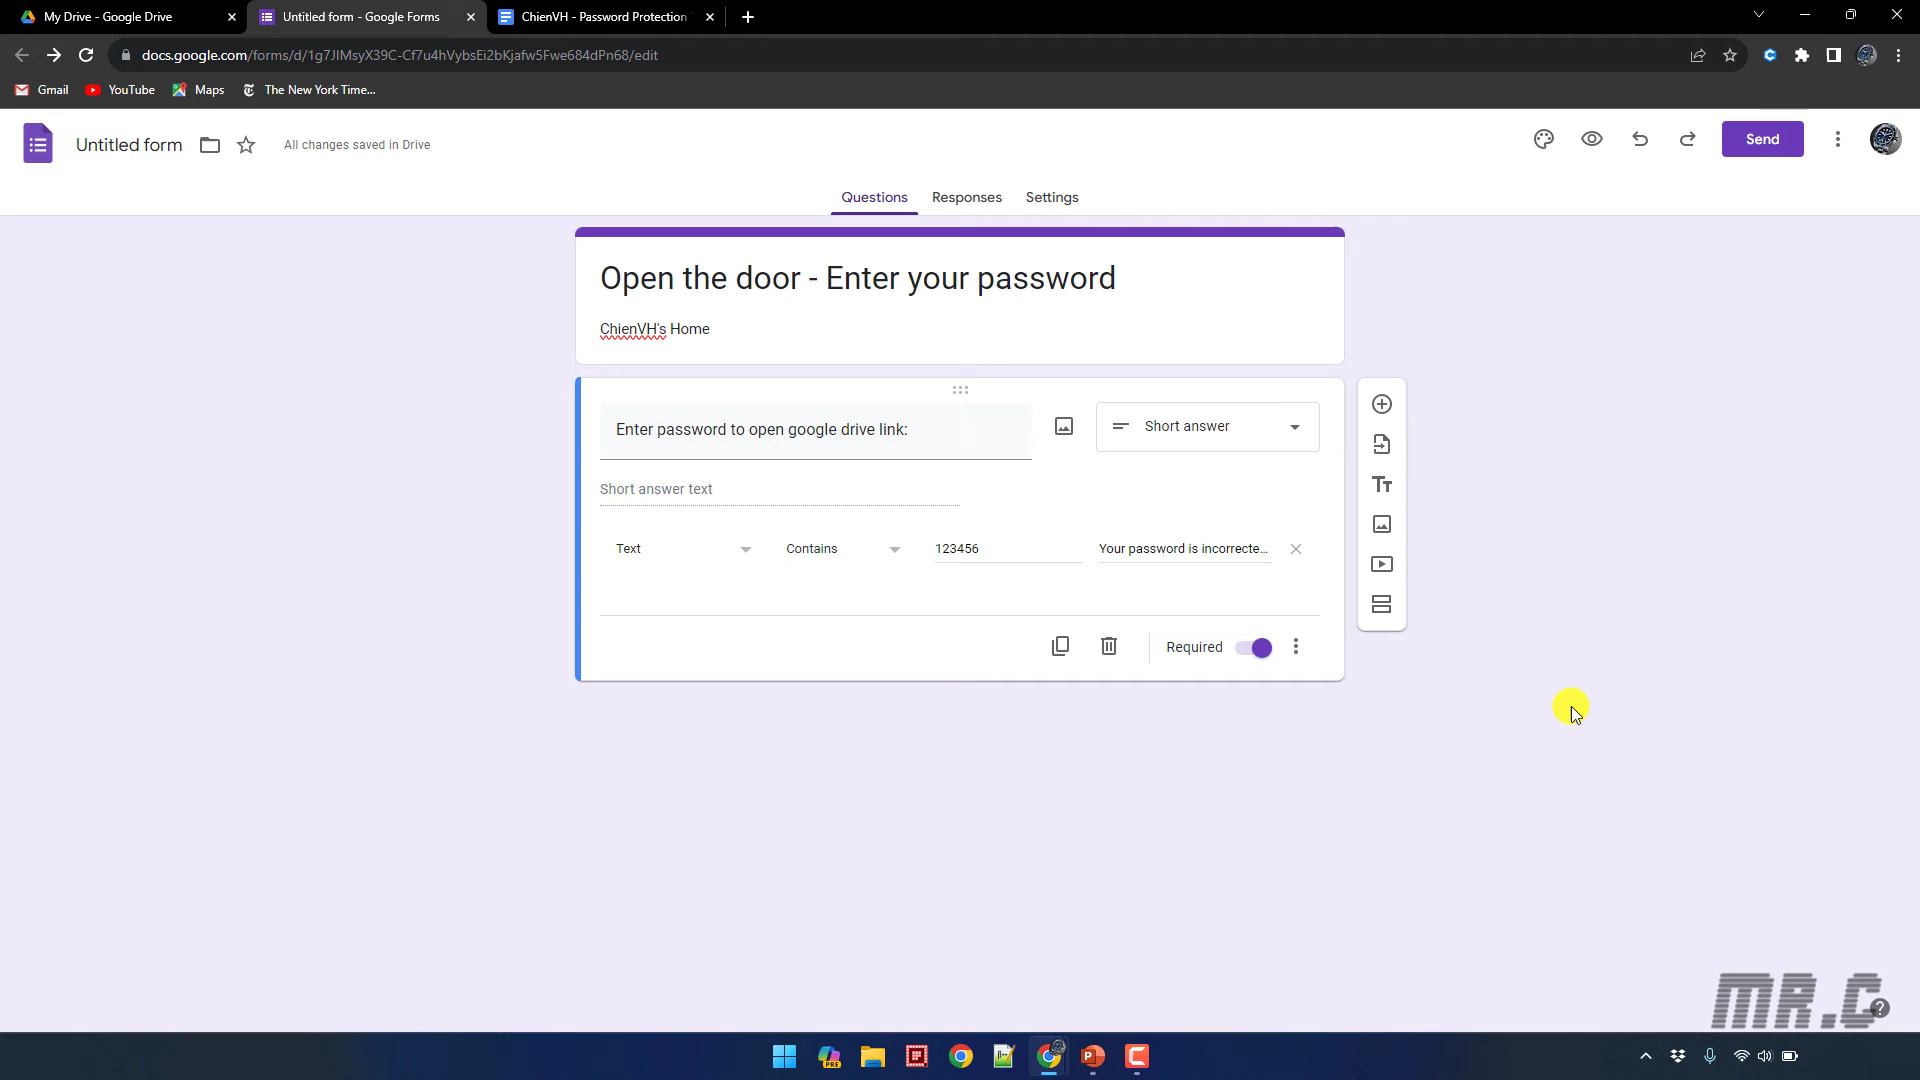 My Drive - Google Drive
Untitled form - Google Forms
ChienVH - Password Protection
docs.google.com/forms/d/1g7JIMsyX39C-Cf7u4hVybsEi2bKjafw5Fwe684dPn68/edit
Gmail
YouTube
Maps
The New York Time...
Untitled form
All changes saved in Drive
Send
Questions
Responses
Settings
Open the door - Enter your password
ChienVH's Home
Enter password to open google drive link:
Short answer
Short answer text
Text
Contains
123456
Your password is incorrecte...
Required
MR.C